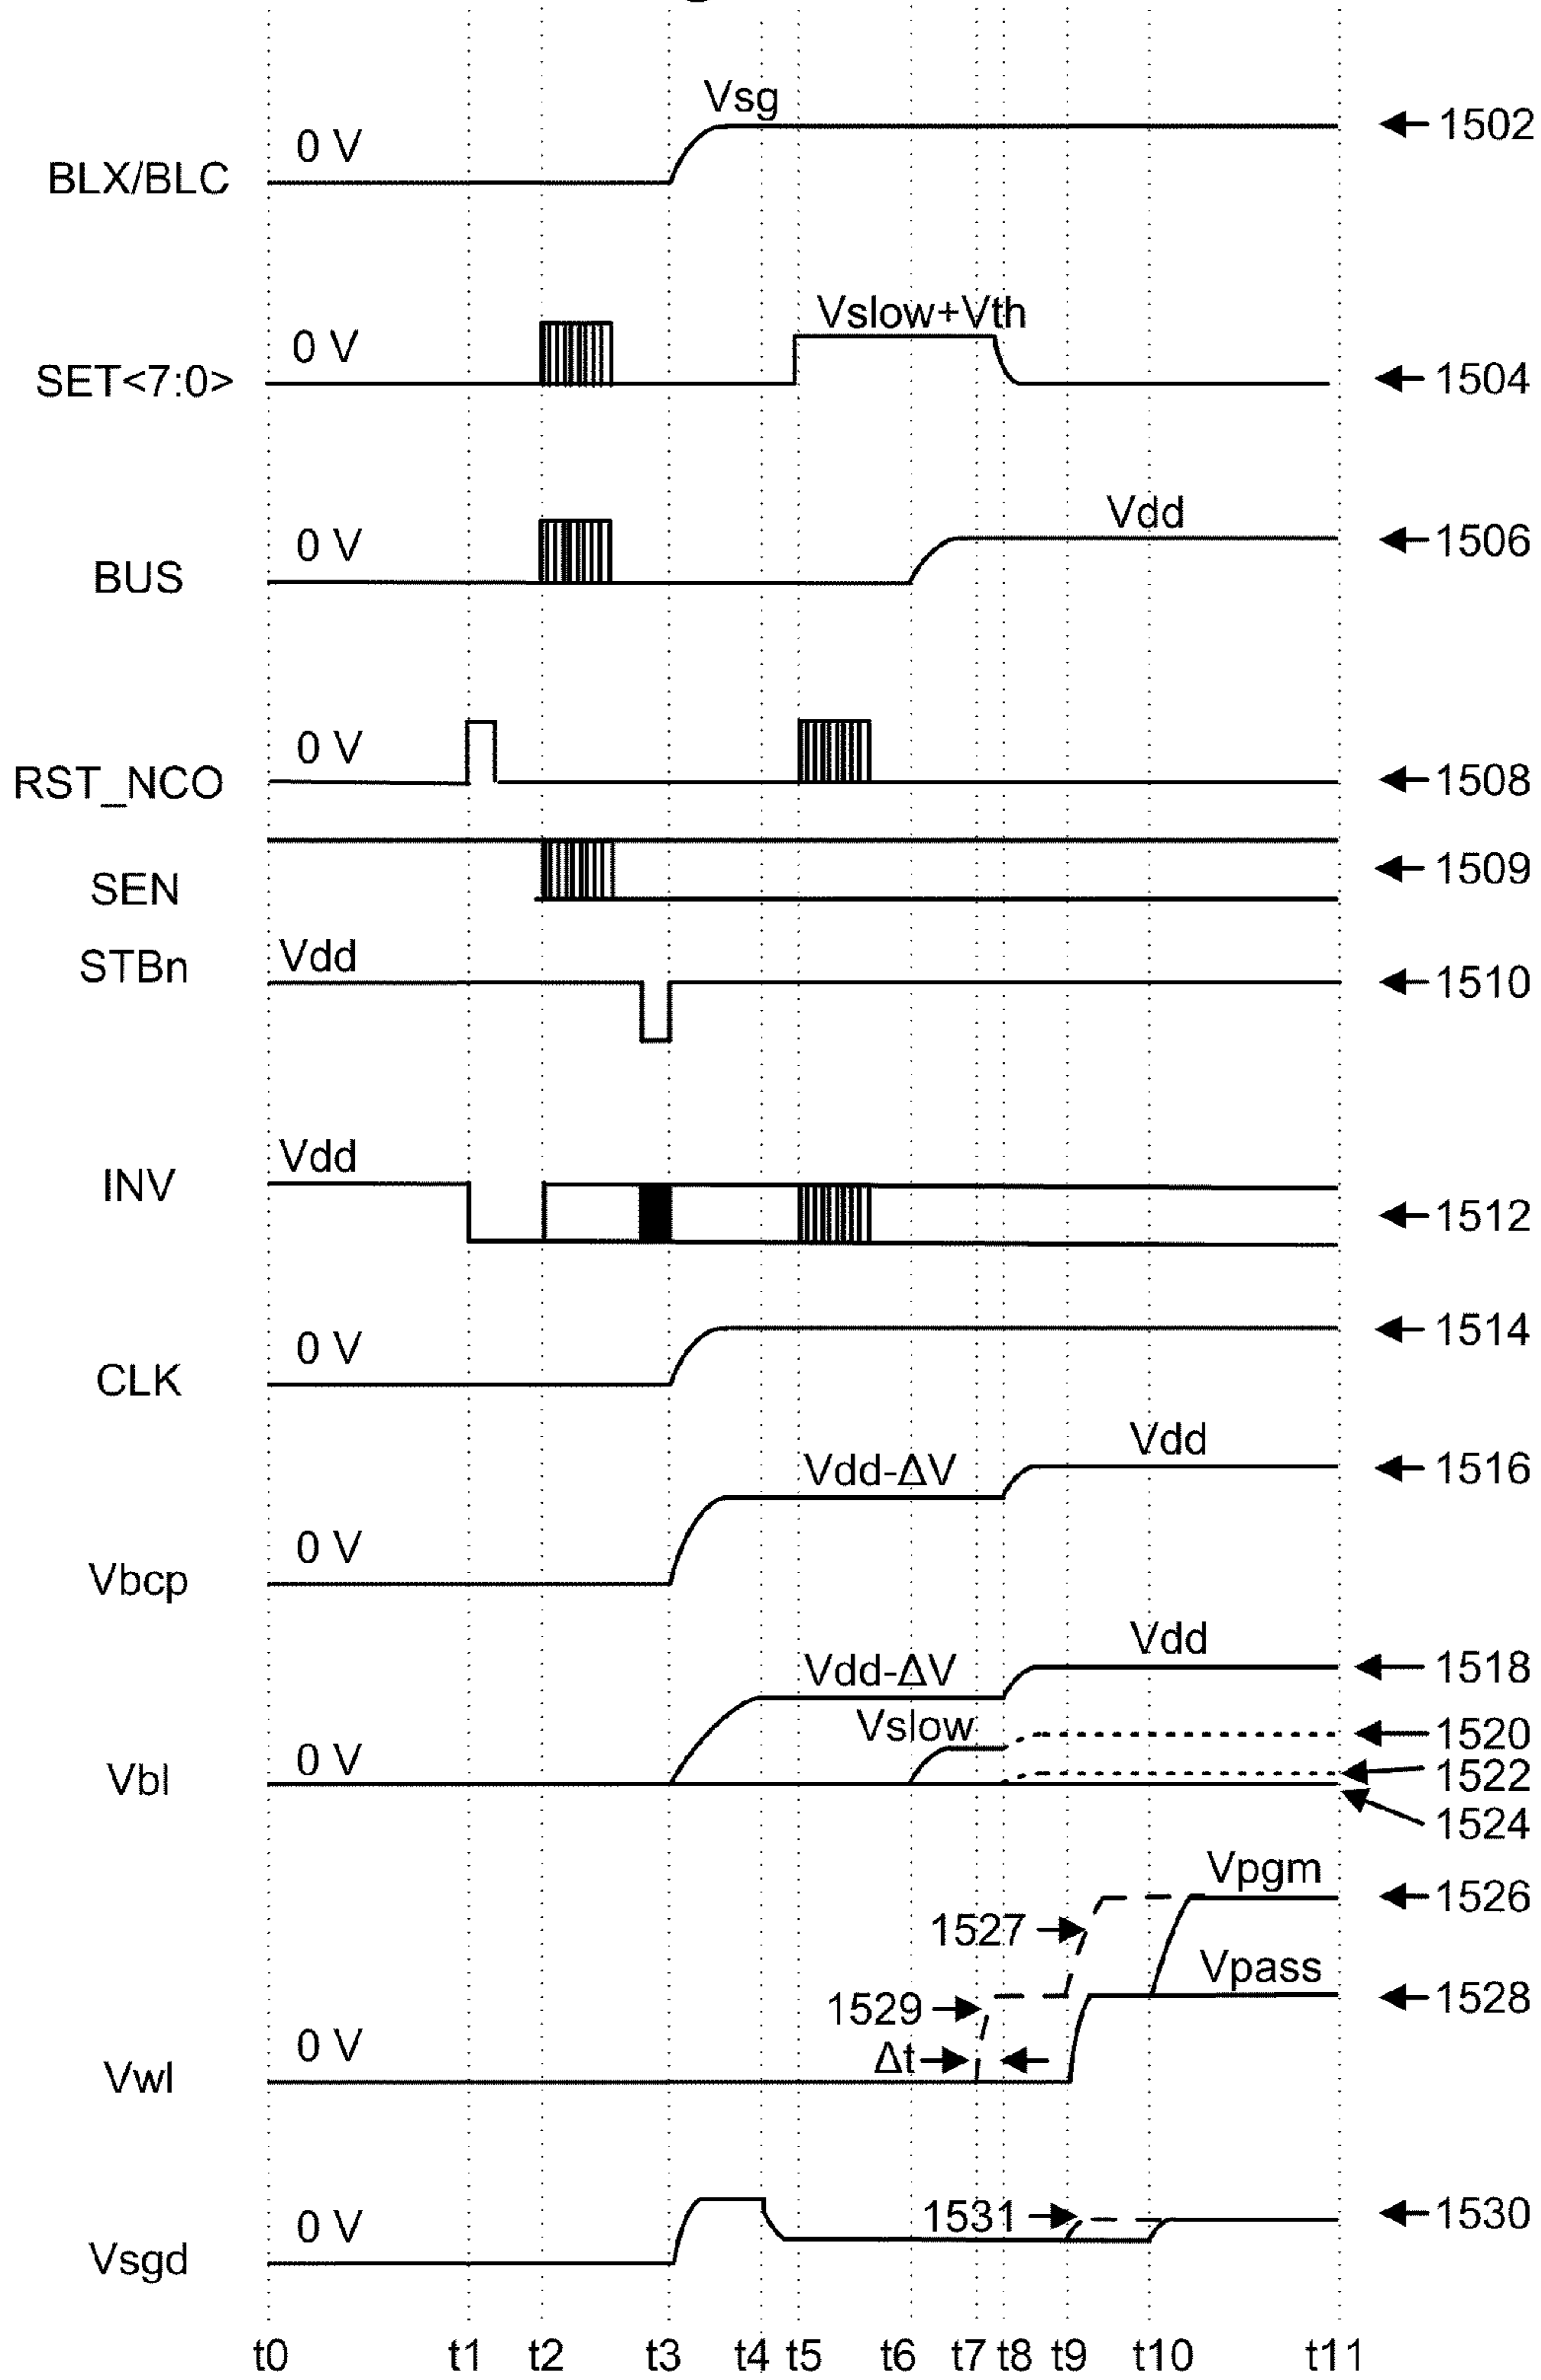 Vsg
0 V
BLX/BLC
1502
Vslow+Vth
0 V
SET<7:0>
1504
Vdd
0 V
BUS
1506
0 V
RST_NCO
1508
SEN
1509
Vdd
STBn
1510
Vdd
INV
1512
0 V
CLK
1514
Vdd
Vdd-ΔV
0 V
Vbcp
1516
Vdd
Vdd-ΔV
Vslow
0 V
Vbl
1518
1520
1522
1524
Vpgm
1526
1527
Vpass
1528
1529
Δt
0 V
Vwl
1531
1530
0 V
Vsgd
t0 t1 t2 t3 t4 t5 t6 t7 t8 t9 t10 t11